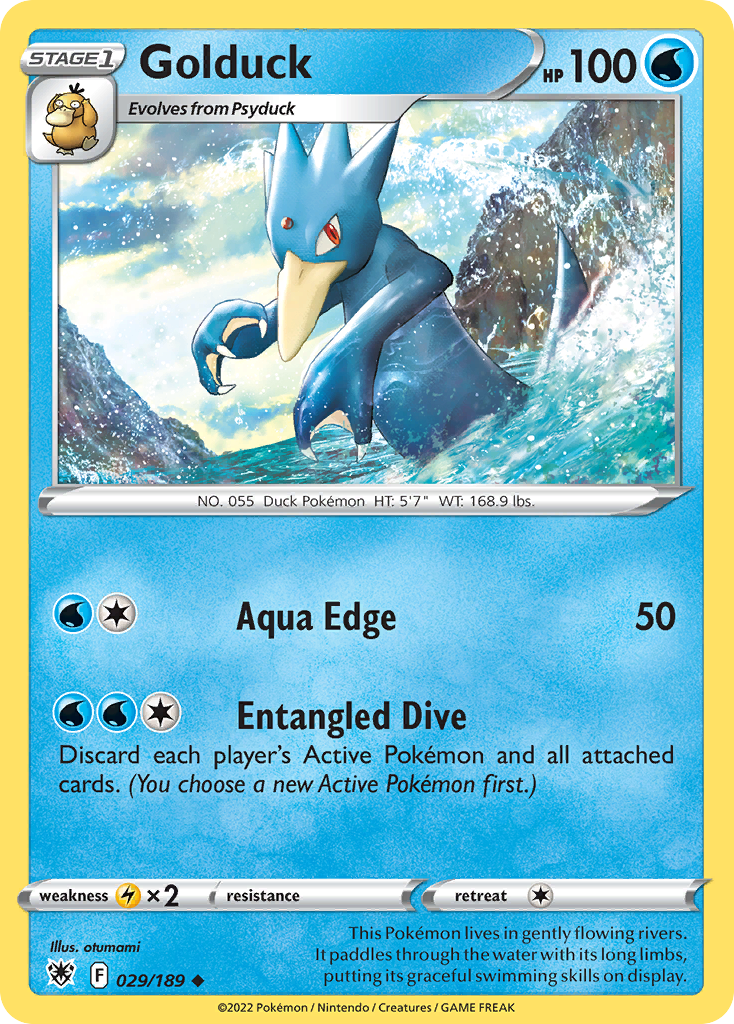 STAGE1
Golduck
HP 100
Evolves from Psyduck
NO. 055 Duck Pokémon HT: 5'7" WT: 168.9 lbs.
Aqua Edge 50
Entangled Dive
Discard each player's Active Pokémon and all attached
cards. (You choose a new Active Pokémon first.)
weakness ×2 resistance retreat
Illus. otumami
This Pokémon lives in gently flowing rivers.
It paddles through the water with its long limbs,
putting its graceful swimming skills on display.
F 029/189
©2022 Pokémon / Nintendo / Creatures / GAME FREAK